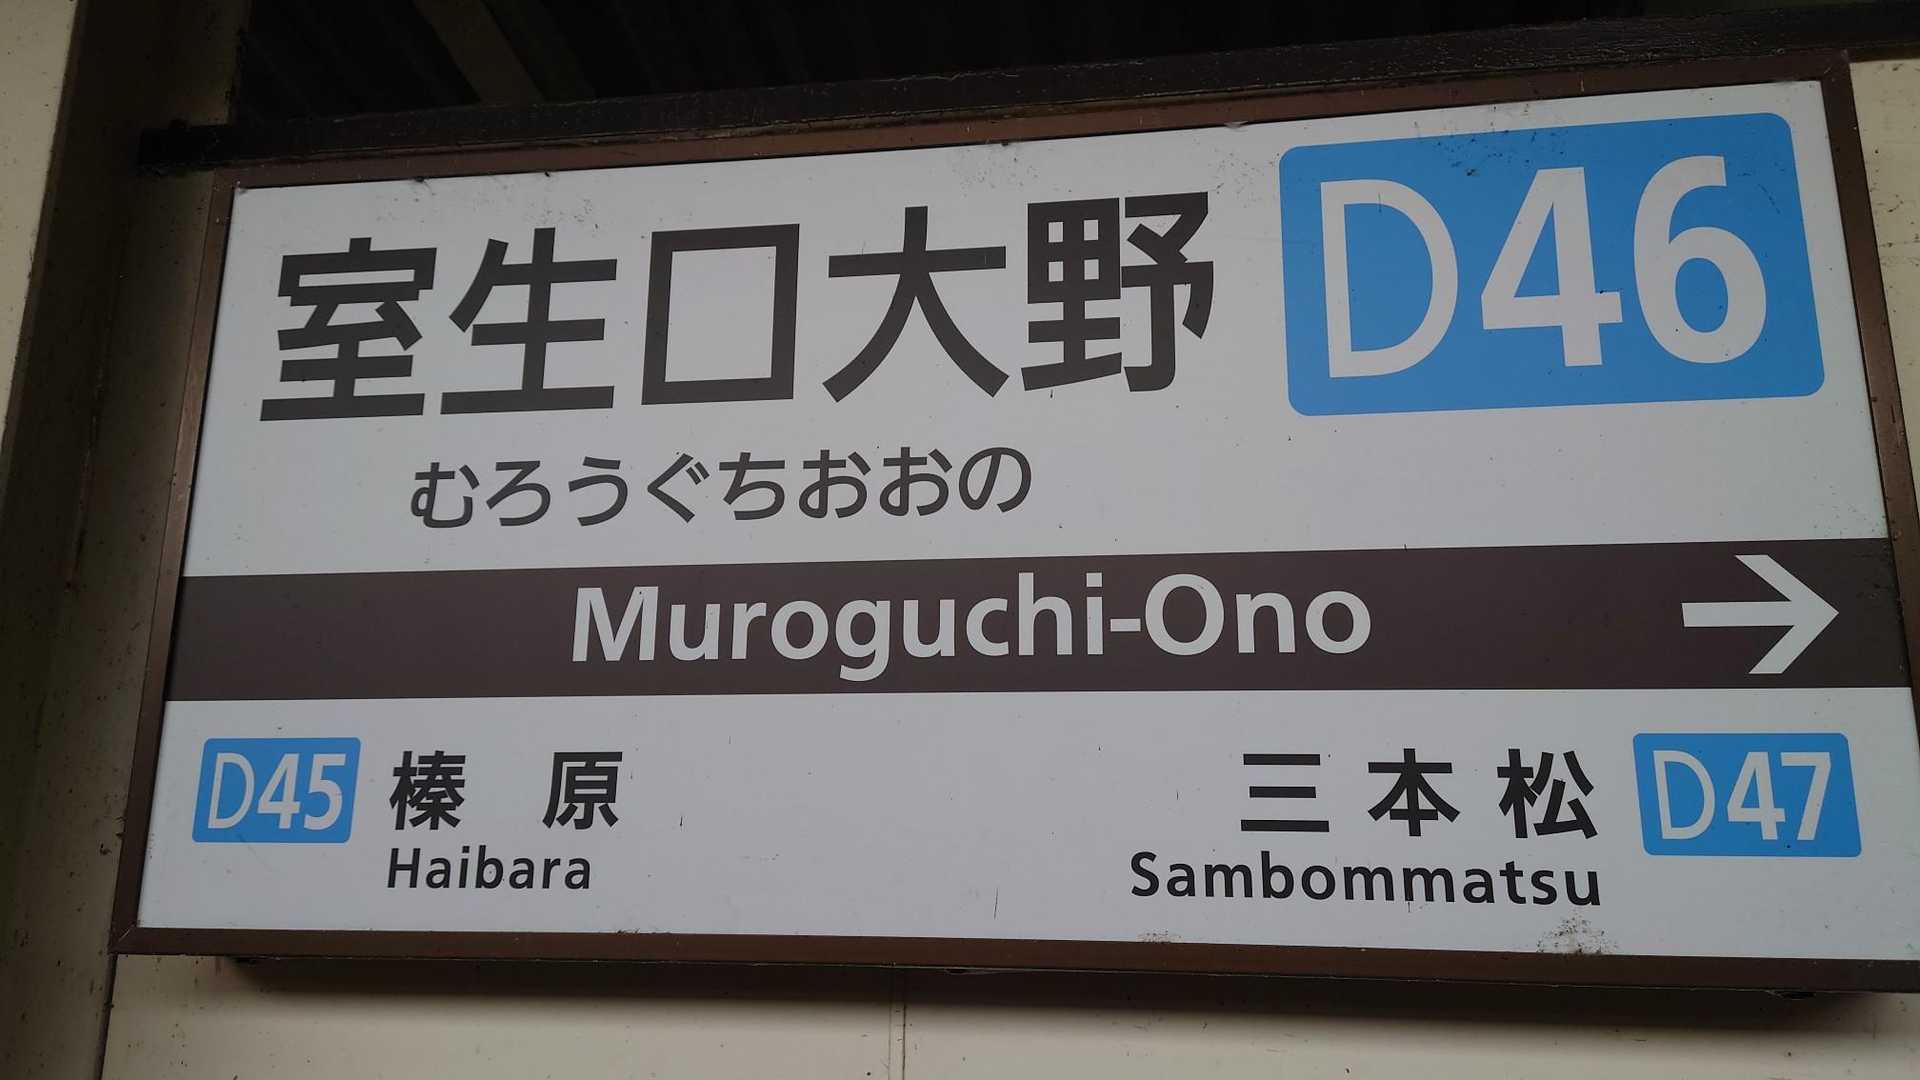 室生口大野 D46
むろうぐちおおの
Muroguchi-Ono →
D45 榛原 三本松 D47
Haibara Sambommatsu